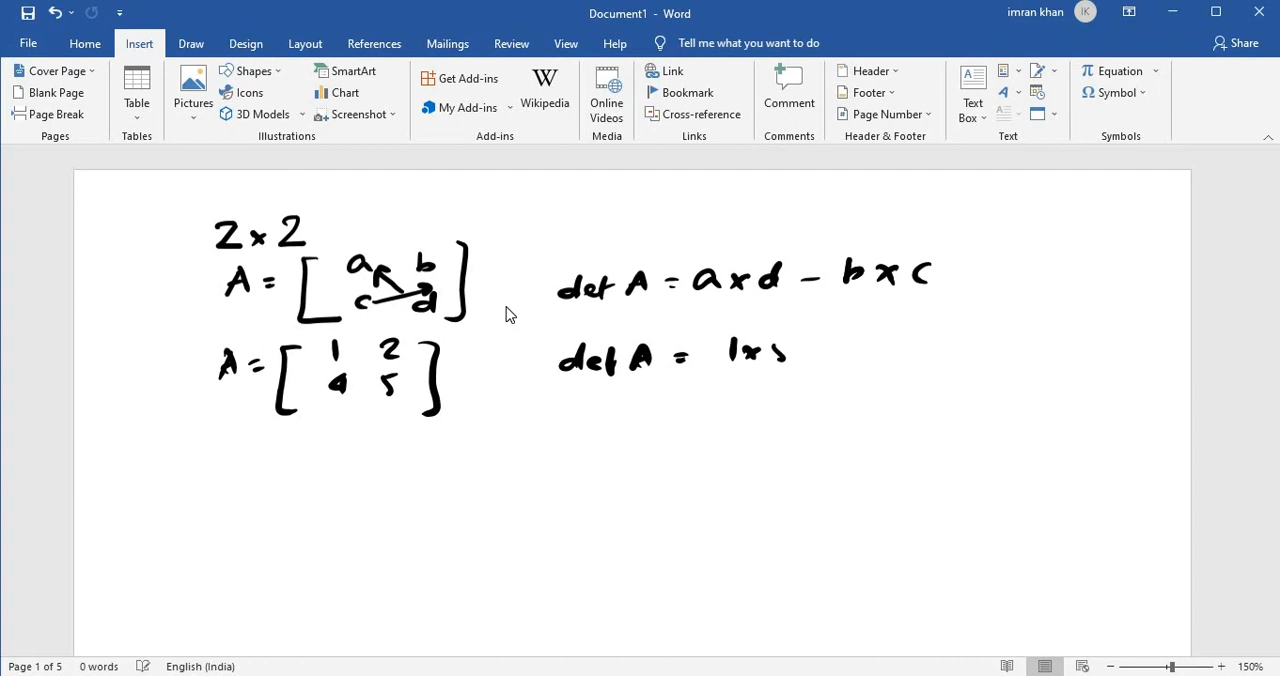 Document1 - Word
imran khan IK
File Home Insert Draw Design Layout References Mailings Review View Help Tell me what you want to do Share
Cover Page Blank Page Page Break Pages
Table Tables
Pictures Shapes Icons 3D Models SmartArt Chart Screenshot Illustrations
Get Add-ins My Add-ins Wikipedia Add-ins
Online Videos Media
Link Bookmark Cross-reference Links
Comment Comments
Header Footer Page Number Header & Footer
Text Box Text
Equation Symbol Symbols
2 × 2
A = [ a b
c d ] det A = a × d - b × c
A = [ 1 2
4 5 ] det A = 1 × 5
Page 1 of 5 0 words English (India) 150%